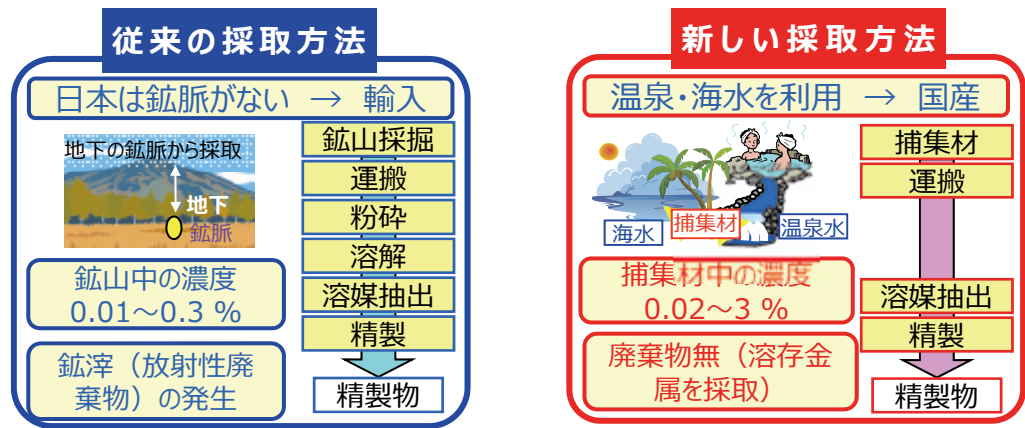 従来の採取方法
日本は鉱脈がない → 輸入
地下の鉱脈から採取
地下
鉱脈
鉱山中の濃度
0.01～0.3 %
鉱滓（放射性廃
棄物）の発生
鉱山採掘
運搬
粉砕
溶解
溶媒抽出
精製
精製物
新しい採取方法
温泉・海水を利用 → 国産
海水
捕集材
温泉水
捕集材中の濃度
0.02～3 %
廃棄物無（溶存金
属を採取）
捕集材
運搬
溶媒抽出
精製
精製物